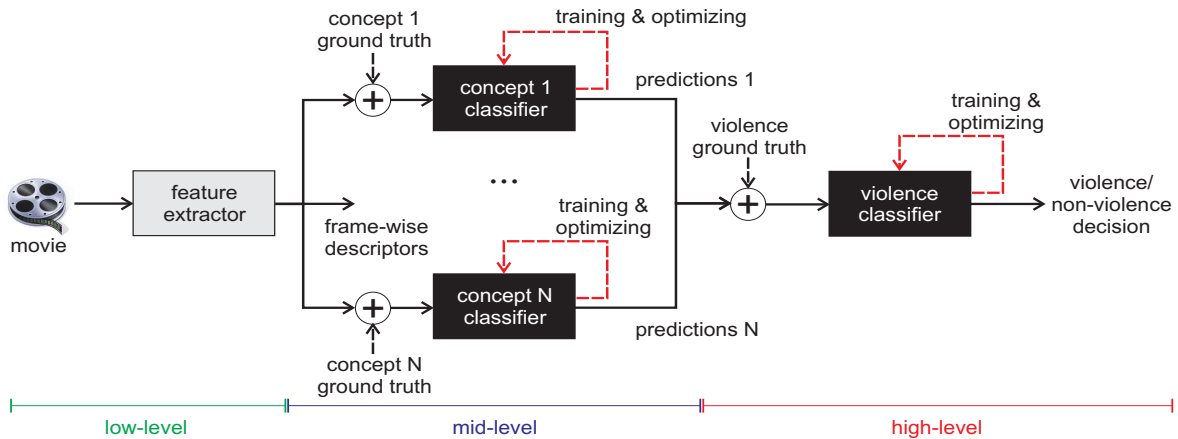 concept 1
ground truth
training & optimizing
concept 1
classifier
predictions 1
violence
ground truth
training &
optimizing
movie
feature
extractor
frame-wise
descriptors
...
training &
optimizing
violence
classifier
violence/
non-violence
decision
concept N
classifier
predictions N
concept N
ground truth
low-level
mid-level
high-level